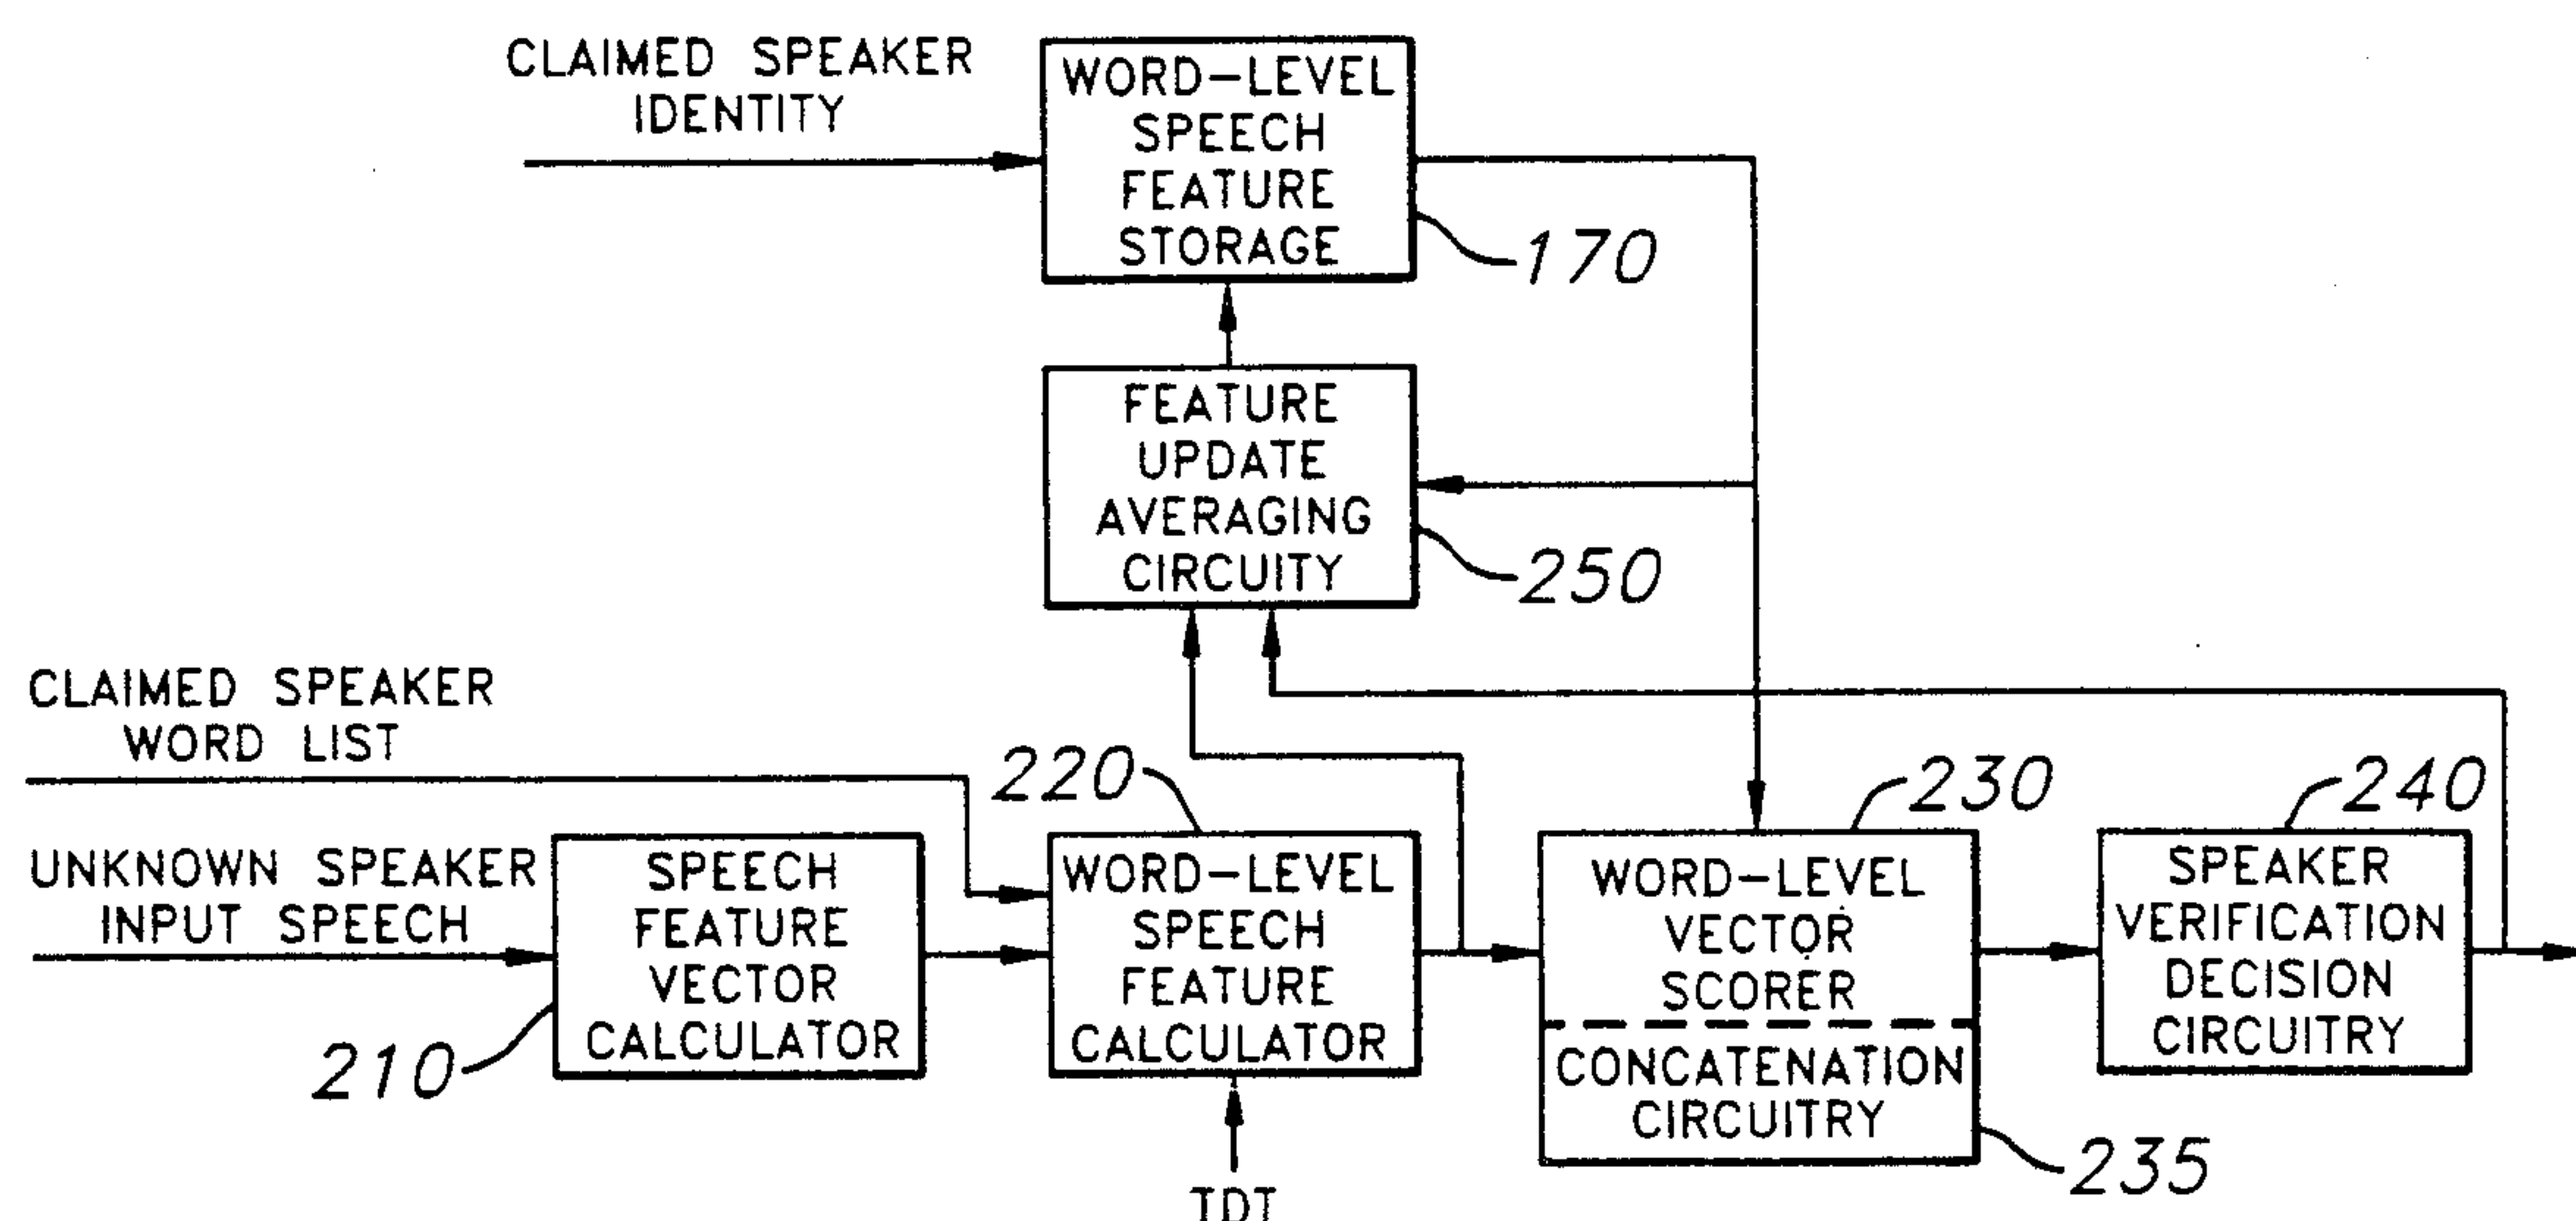 CLAIMED SPEAKER
IDENTITY
WORD-LEVEL
SPEECH
FEATURE
STORAGE
170
FEATURE
UPDATE
AVERAGING
CIRCUITY
250
CLAIMED SPEAKER
WORD LIST
220
230
240
UNKNOWN SPEAKER
INPUT SPEECH
SPEECH
FEATURE
VECTOR
CALCULATOR
210
WORD-LEVEL
SPEECH
FEATURE
CALCULATOR
WORD-LEVEL
VECTOR
SCORER
CONCATENATION
CIRCUITRY
235
SPEAKER
VERIFICATION
DECISION
CIRCUITRY
TDT